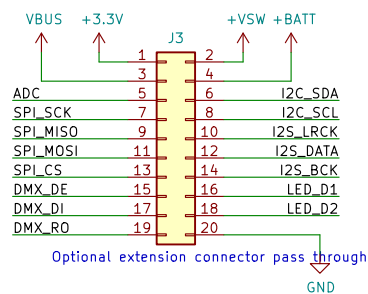 VBUS +3.3V +VSW +BATT
J3
1 2
3 4
ADC 5 6 I2C_SDA
SPI_SCK 7 8 I2C_SCL
SPI_MISO 9 10 I2S_LRCK
SPI_MOSI 11 12 I2S_DATA
SPI_CS 13 14 I2S_BCK
DMX_DE 15 16 LED_D1
DMX_DI 17 18 LED_D2
DMX_RO 19 20
Optional extension connector pass through
GND